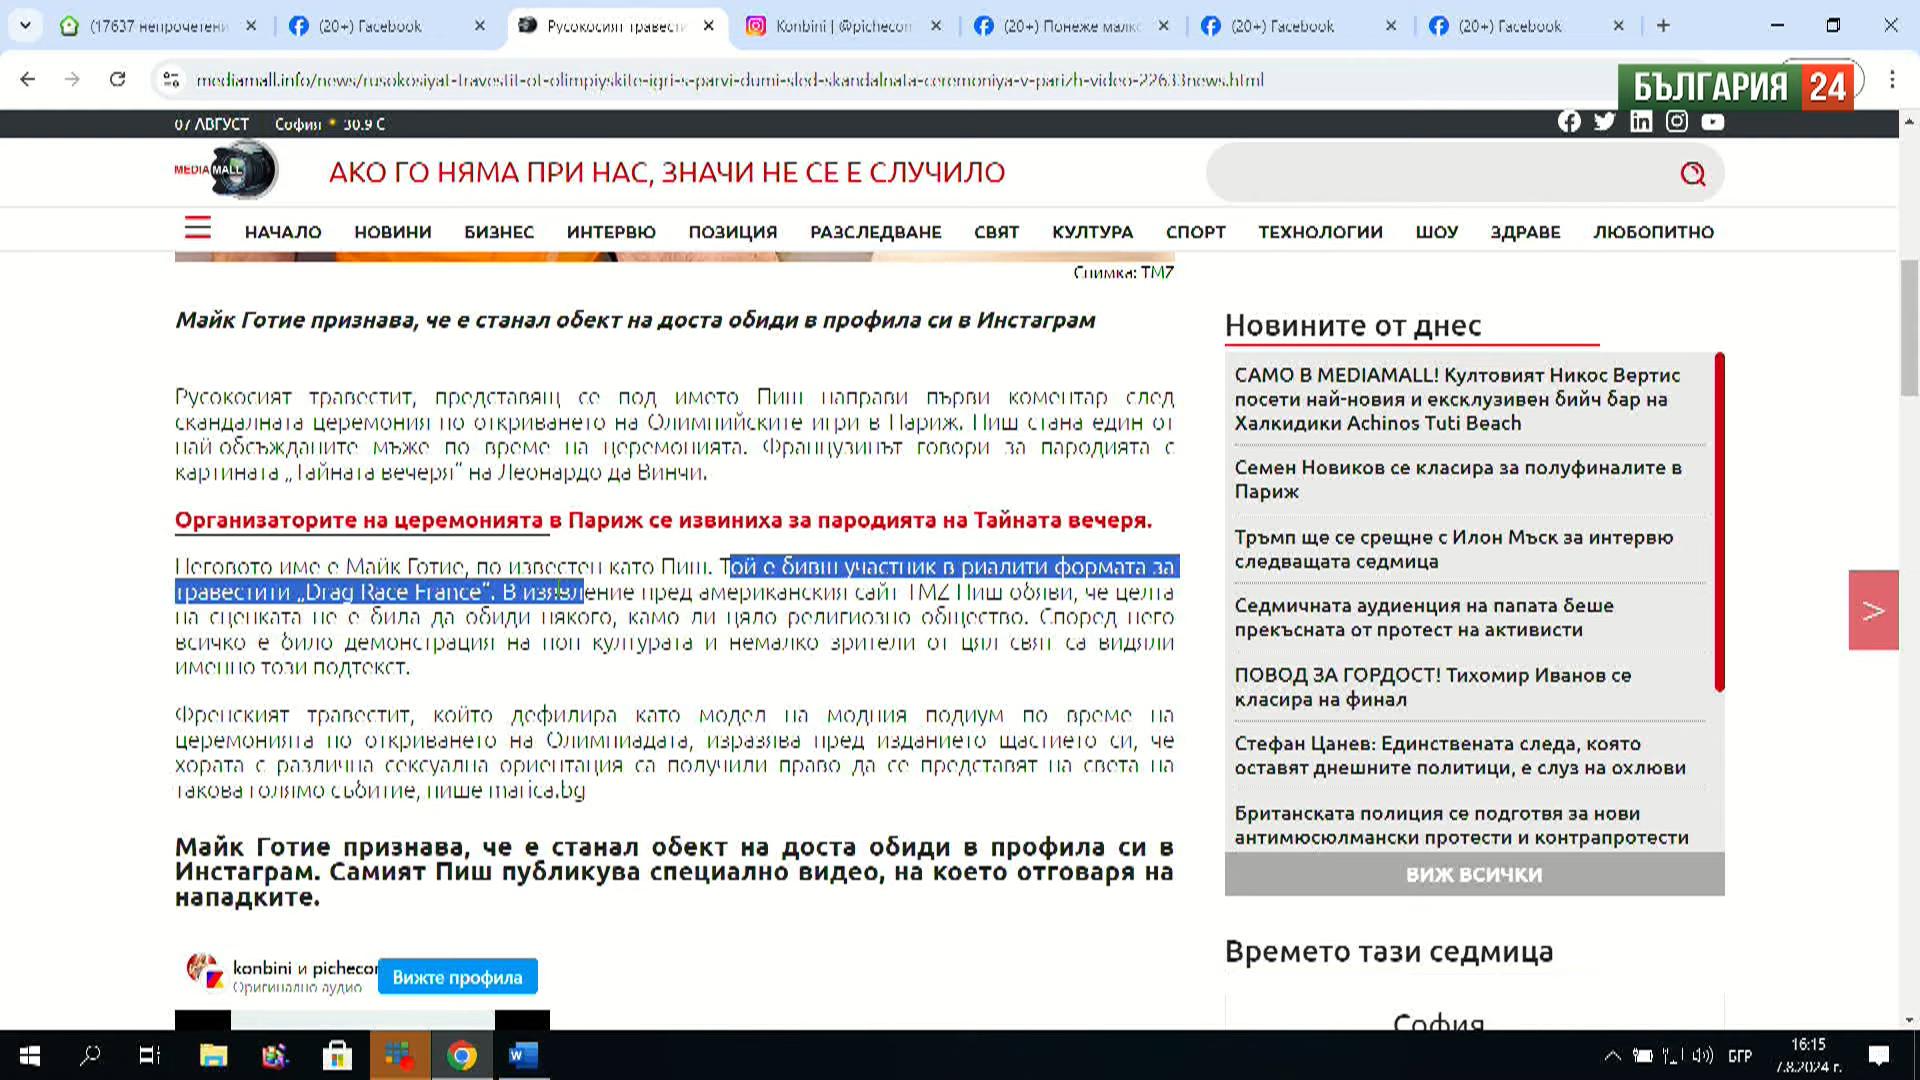 (17637 непрочетени
(20+) Facebook
Русокосият травести
Konbini | @pichecon
(20+) Понеже малко
(20+) Facebook
(20+) Facebook
mediamall.info/news/rusokosiyat-travestit-ot-olimpiyskite-igri-s-parvi-dumi-sled-skandalnata-ceremoniya-v-parizh-video-22633news.html
БЪЛГАРИЯ 24
07 АВГУСТ София 30.9 C
MEDIA MALL
АКО ГО НЯМА ПРИ НАС, ЗНАЧИ НЕ СЕ Е СЛУЧИЛО
НАЧАЛО НОВИНИ БИЗНЕС ИНТЕРВЮ ПОЗИЦИЯ РАЗСЛЕДВАНЕ СВЯТ КУЛТУРА СПОРТ ТЕХНОЛОГИИ ШОУ ЗДРАВЕ ЛЮБОПИТНО
Снимка: TMZ
Майк Готие признава, че е станал обект на доста обиди в профила си в Инстаграм
Русокосият травестит, представящ се под името Пиш направи първи коментар след
скандалната церемония по откриването на Олимпийските игри в Париж. Пиш стана един от
най-обсъжданите мъже по време на церемонията. Французинът говори за пародията с
картината „Тайната вечеря“ на Леонардо да Винчи.
Организаторите на церемонията в Париж се извиниха за пародията на Тайната вечеря.
Неговото име е Майк Готие, по-известен като Пиш. Той е бивш участник в риалити формата за
травестити „Drag Race France“. В изявление пред американския сайт TMZ Пиш обяви, че целта
на сценката не е била да обиди някого, камо ли цяло религиозно общество. Според него
всичко е било демонстрация на поп културата и немалко зрители от цял свят са видяли
именно този подтекст.
Френският травестит, който дефилира като модел на модния подиум по време на
церемонията по откриването на Олимпиадата, изразява пред изданието щастието си, че
хората с различна сексуална ориентация са получили право да се представят на света на
такова голямо събитие, пише marica.bg
Майк Готие признава, че е станал обект на доста обиди в профила си в
Инстаграм. Самият Пиш публикува специално видео, на което отговаря на
нападките.
konbini и pichecon
Оригинално аудио
Вижте профила
Новините от днес
САМО В MEDIAMALL! Култовият Никос Вертис
посети най-новия и ексклузивен бийч бар на
Халкидики Achinos Tuti Beach
Семен Новиков се класира за полуфиналите в
Париж
Тръмп ще се срещне с Илон Мъск за интервю
следващата седмица
Седмичната аудиенция на папата беше
прекъсната от протест на активисти
ПОВОД ЗА ГОРДОСТ! Тихомир Иванов се
класира на финал
Стефан Цанев: Единствената следа, която
оставят днешните политици, е слуз на охлюви
Британската полиция се подготвя за нови
антимюсюлмански протести и контрапротести
ВИЖ ВСИЧКИ
Времето тази седмица
София
>
БГР
16:15
7.8.2024 г.